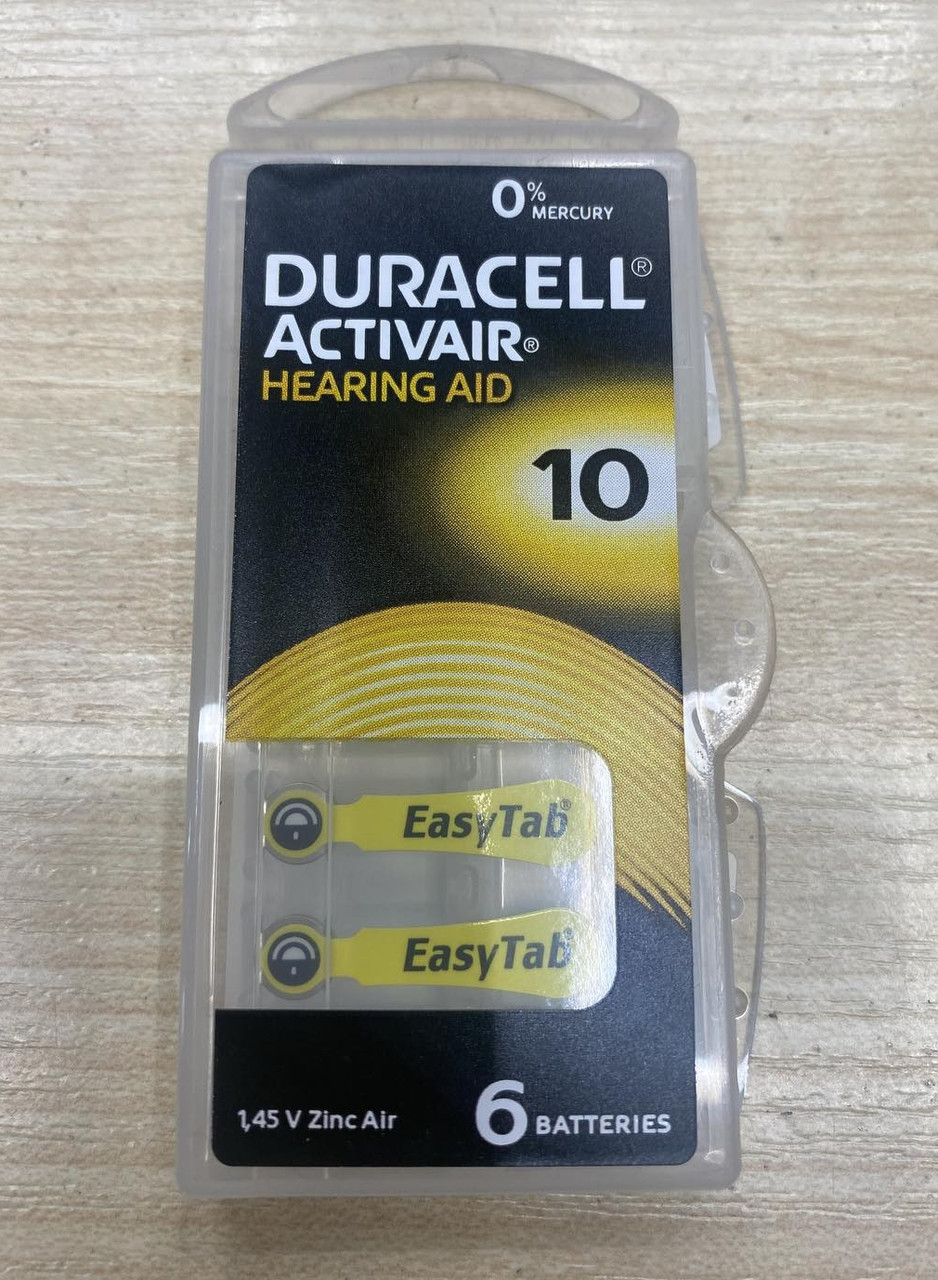 0%
MERCURY
DURACELL®
ACTIVAIR®
HEARING AID
10
EasyTab®
EasyTab®
1,45 V Zinc Air
6 BATTERIES